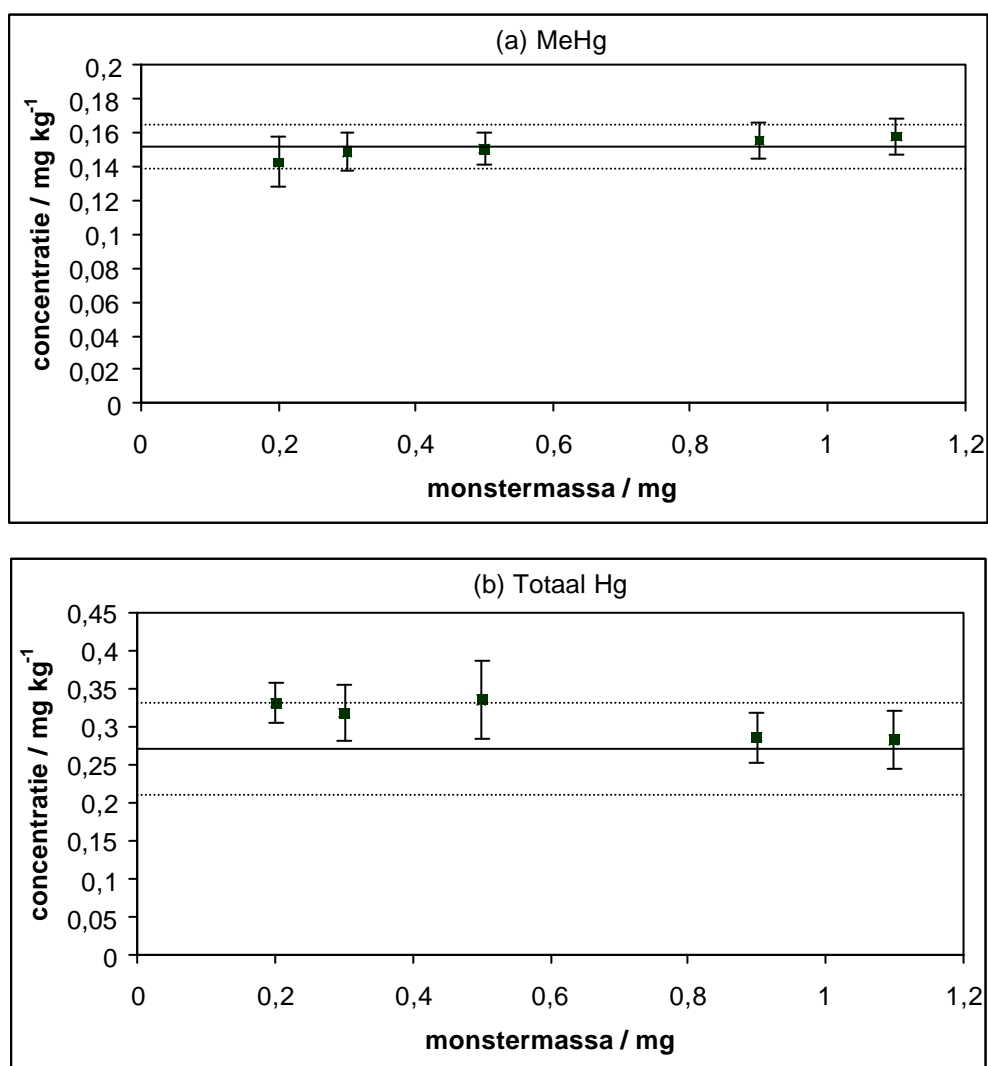 (a) MeHg
concentratie / mg kg⁻¹
0,2
0,18
0,16
0,14
0,12
0,1
0,08
0,06
0,04
0,02
0
0 0,2 0,4 0,6 0,8 1 1,2
monstermassa / mg
(b) Totaal Hg
concentratie / mg kg⁻¹
0,45
0,4
0,35
0,3
0,25
0,2
0,15
0,1
0,05
0
0 0,2 0,4 0,6 0,8 1 1,2
monstermassa / mg